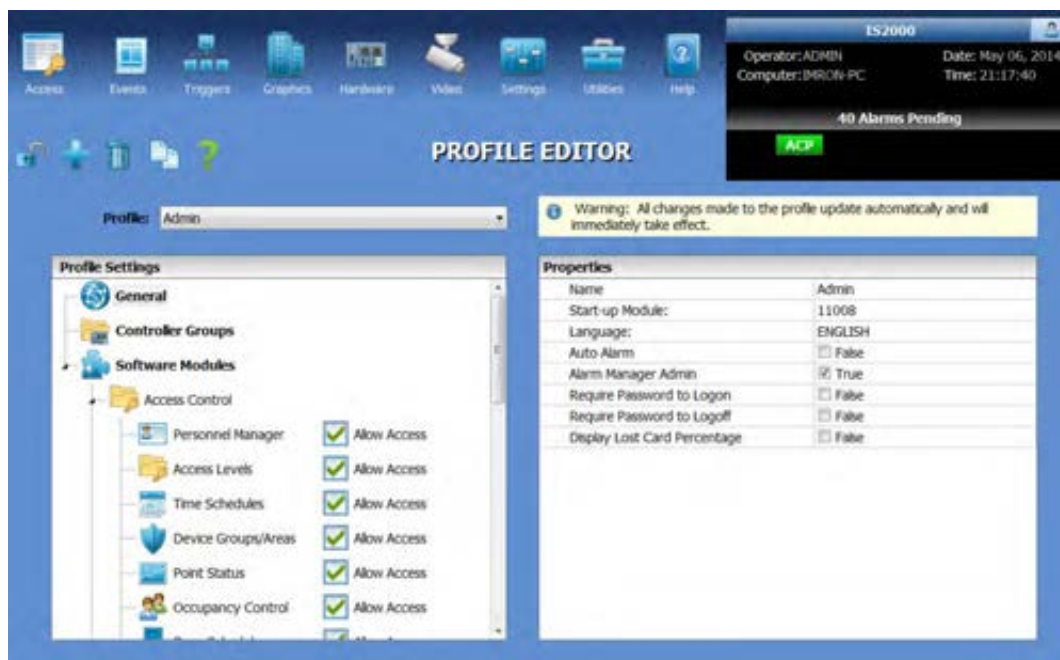 Access Events Triggers Graphics Hardware Video Settings Utilities Help
IS2000
Operator: ADMIN Date: May 06, 2014
Computer: IMRON-PC Time: 21:17:40
40 Alarms Pending
ACP
PROFILE EDITOR
Profile: Admin
Warning: All changes made to the profile update automatically and will
immediately take effect.
Profile Settings
General
Controller Groups
Software Modules
Access Control
Personnel Manager Allow Access
Access Levels Allow Access
Time Schedules Allow Access
Device Groups/Areas Allow Access
Point Status Allow Access
Occupancy Control Allow Access
Properties
Name Admin
Start-up Module: 11008
Language: ENGLISH
Auto Alarm False
Alarm Manager Admin True
Require Password to Logon False
Require Password to Logoff False
Display Lost Card Percentage False